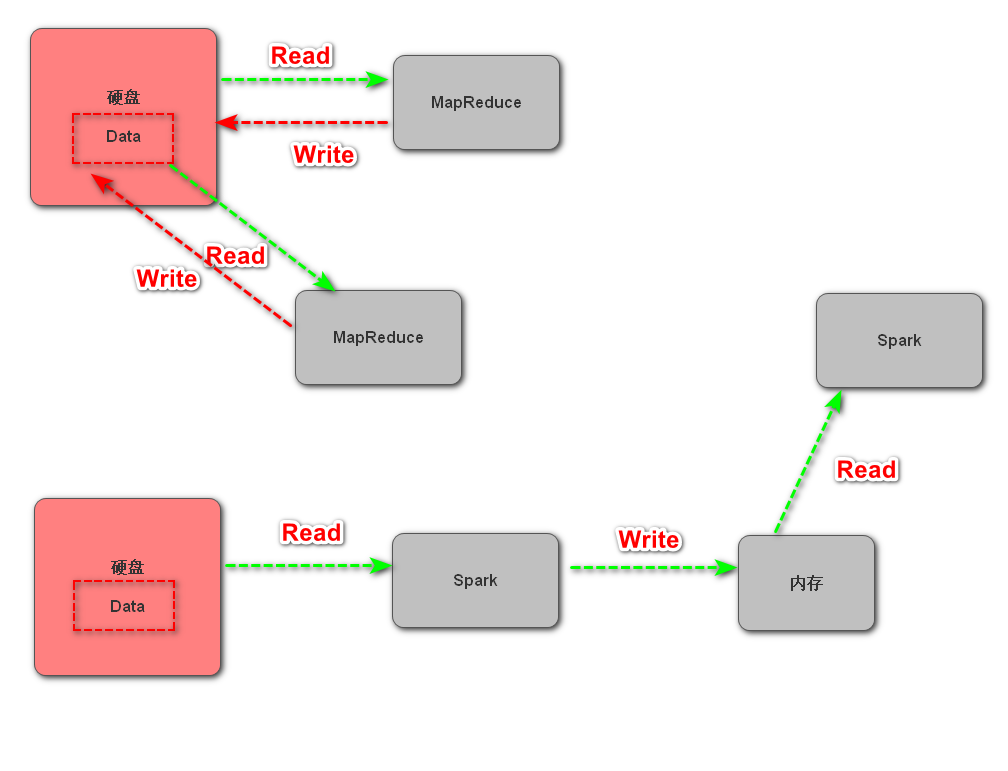 硬盘
Data
Read
MapReduce
Write
Read
Write
MapReduce
Spark
Read
硬盘
Data
Read
Spark
Write
内存